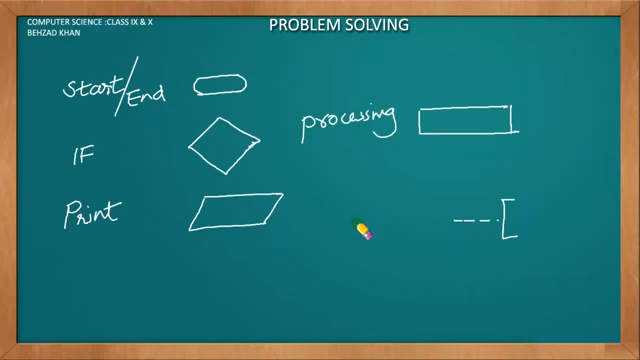 COMPUTER SCIENCE :CLASS IX & X
BEHZAD KHAN
PROBLEM SOLVING
Start/End
processing
IF
Print